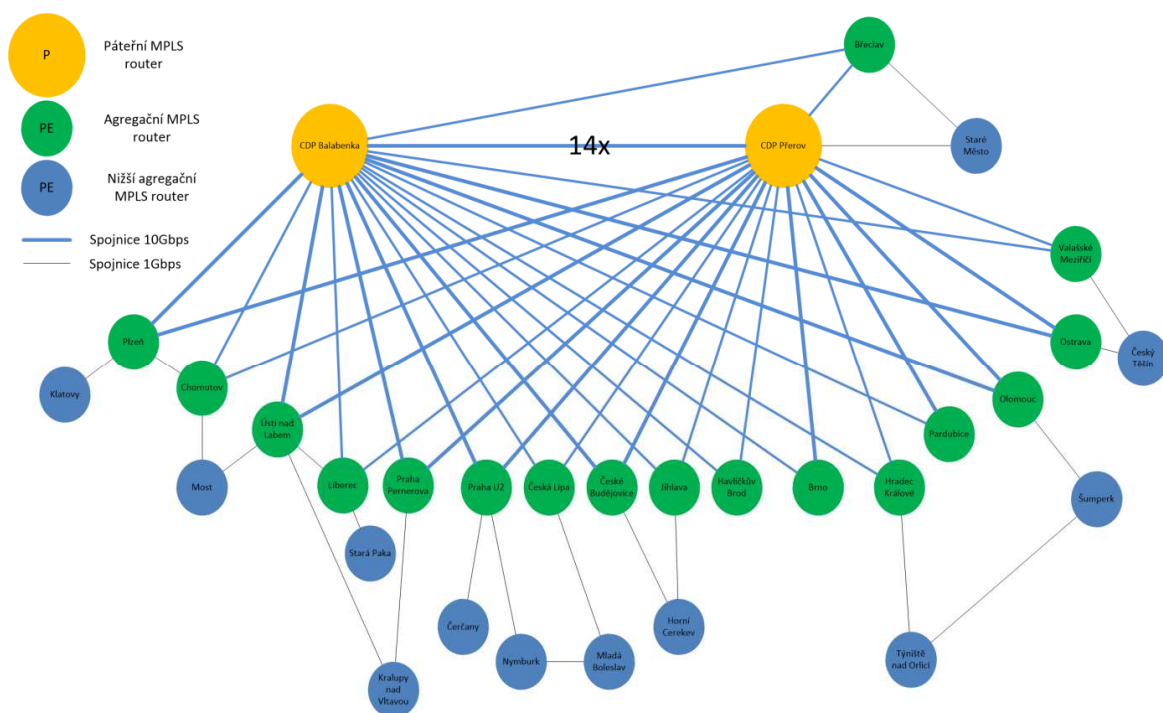 P
Páteřní MPLS
router
PE
Agregační MPLS
router
PE
Nižší agregační
MPLS router
Spojnice 10Gbps
Spojnice 1Gbps
Břeclav
CDP Balabenka
14x
CDP Přerov
Staré
Město
Valašské
Meziříčí
Plzeň
Ostrava
Český
Těšín
Klatovy
Chomutov
Olomouc
Ústí nad
Labem
Pardubice
Most
Liberec
Praha
Pernerova
Praha U2
Česká Lípa
České
Budějovice
Jihlava
Havlíčkův
Brod
Brno
Hradec
Králové
Šumperk
Stará Paka
Čerčany
Horní
Cerekev
Nymburk
Mladá
Boleslav
Týniště
nad Orlicí
Kralupy
nad
Vltavou